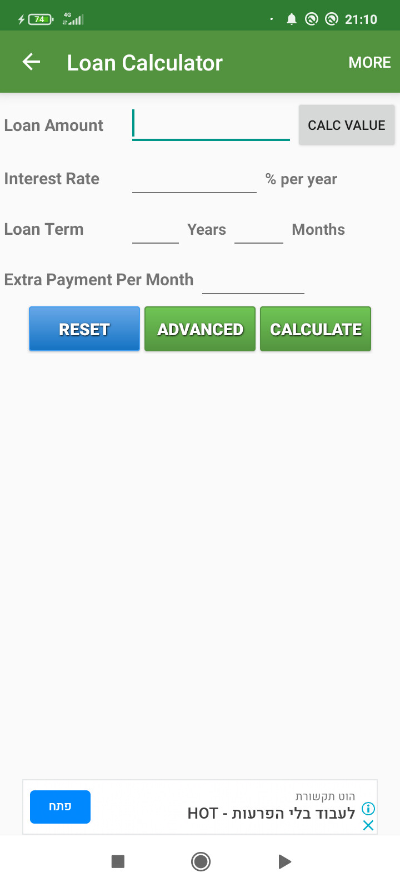 74 4G 21:10
Loan Calculator MORE
Loan Amount CALC VALUE
Interest Rate % per year
Loan Term Years Months
Extra Payment Per Month
RESET ADVANCED CALCULATE
הוט תקשורת
לעבוד בלי הפרעות - HOT
פתח